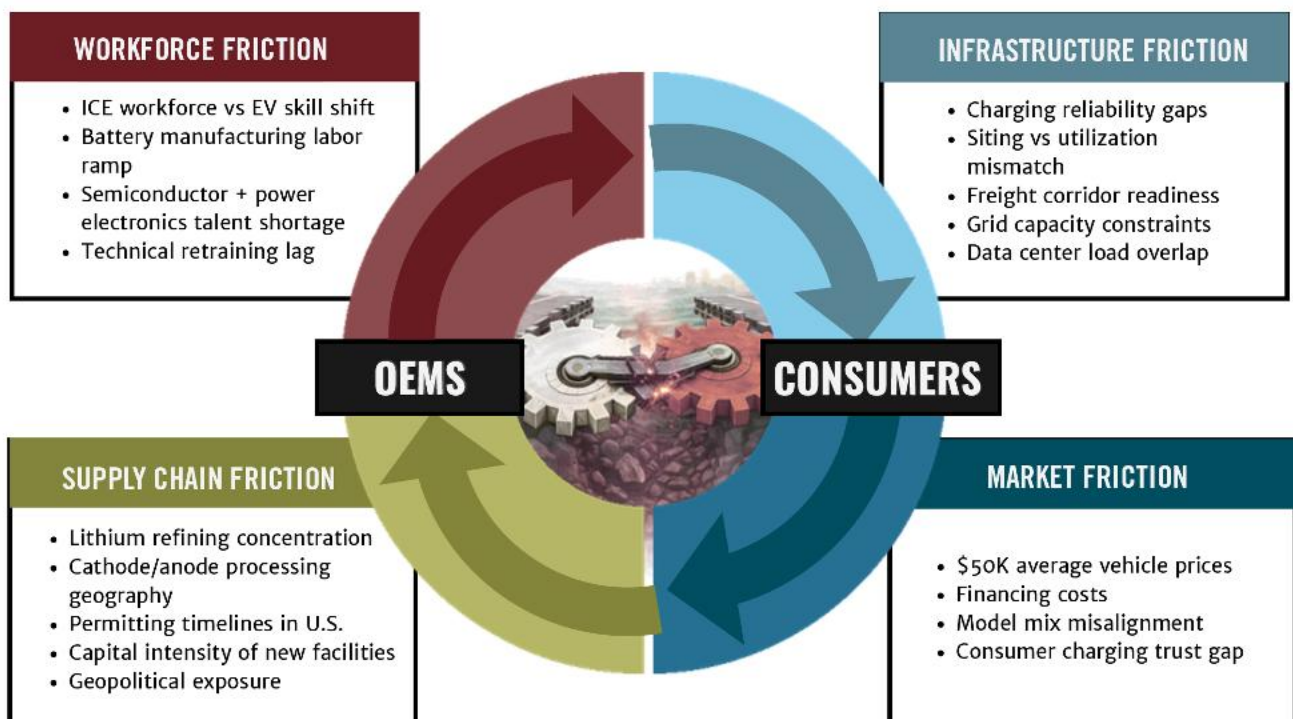 WORKFORCE FRICTION
• ICE workforce vs EV skill shift
• Battery manufacturing labor
ramp
• Semiconductor + power
electronics talent shortage
• Technical retraining lag
INFRASTRUCTURE FRICTION
• Charging reliability gaps
• Siting vs utilization
mismatch
• Freight corridor readiness
• Grid capacity constraints
• Data center load overlap
OEMS
CONSUMERS
SUPPLY CHAIN FRICTION
• Lithium refining concentration
• Cathode/anode processing
geography
• Permitting timelines in U.S.
• Capital intensity of new facilities
• Geopolitical exposure
MARKET FRICTION
• $50K average vehicle prices
• Financing costs
• Model mix misalignment
• Consumer charging trust gap